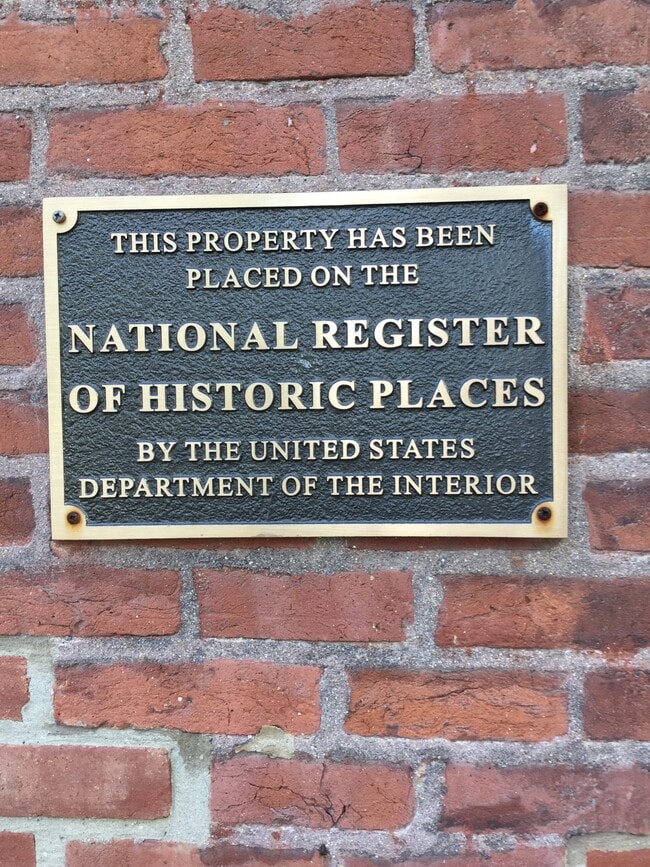 THIS PROPERTY HAS BEEN
PLACED ON THE
NATIONAL REGISTER
OF HISTORIC PLACES
BY THE UNITED STATES
DEPARTMENT OF THE INTERIOR